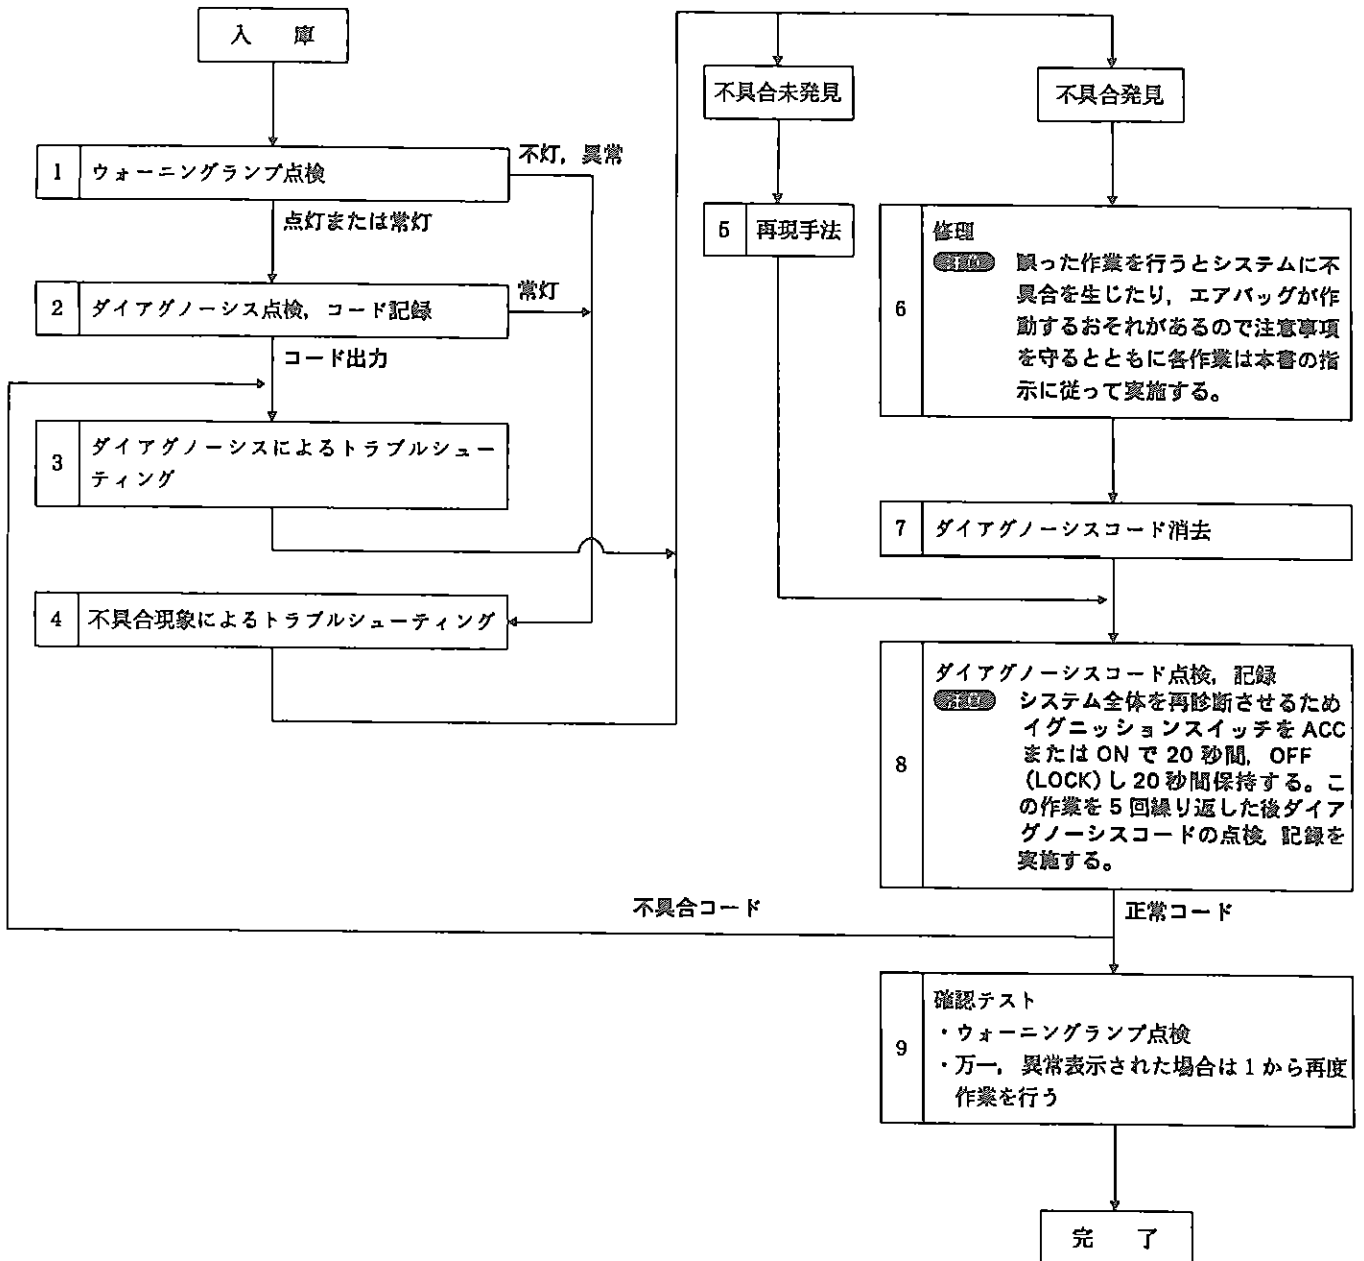 入 庫
1 ウォーニングランプ点検
不灯，異常
点灯または常灯
2 ダイアグノーシス点検，コード記録
常灯
コード出力
3 ダイアグノーシスによるトラブルシュー
ティング
4 不具合現象によるトラブルシューティング
不具合未発見
5 再現手法
不具合発見
6
修理
誤った作業を行うとシステムに不
具合を生じたり，エアバッグが作
動するおそれがあるので注意事項
を守るとともに各作業は本書の指
示に従って実施する。
7 ダイアグノーシスコード消去
8
ダイアグノーシスコード点検，記録
システム全体を再診断させるため
イグニッションスイッチを ACC
または ON で 20 秒間，OFF
(LOCK)し 20 秒間保持する。こ
の作業を 5 回繰り返した後ダイア
グノーシスコードの点検，記録を
実施する。
不具合コード
正常コード
9
確認テスト
・ウォーニングランプ点検
・万一，異常表示された場合は 1 から再度
作業を行う
完 了